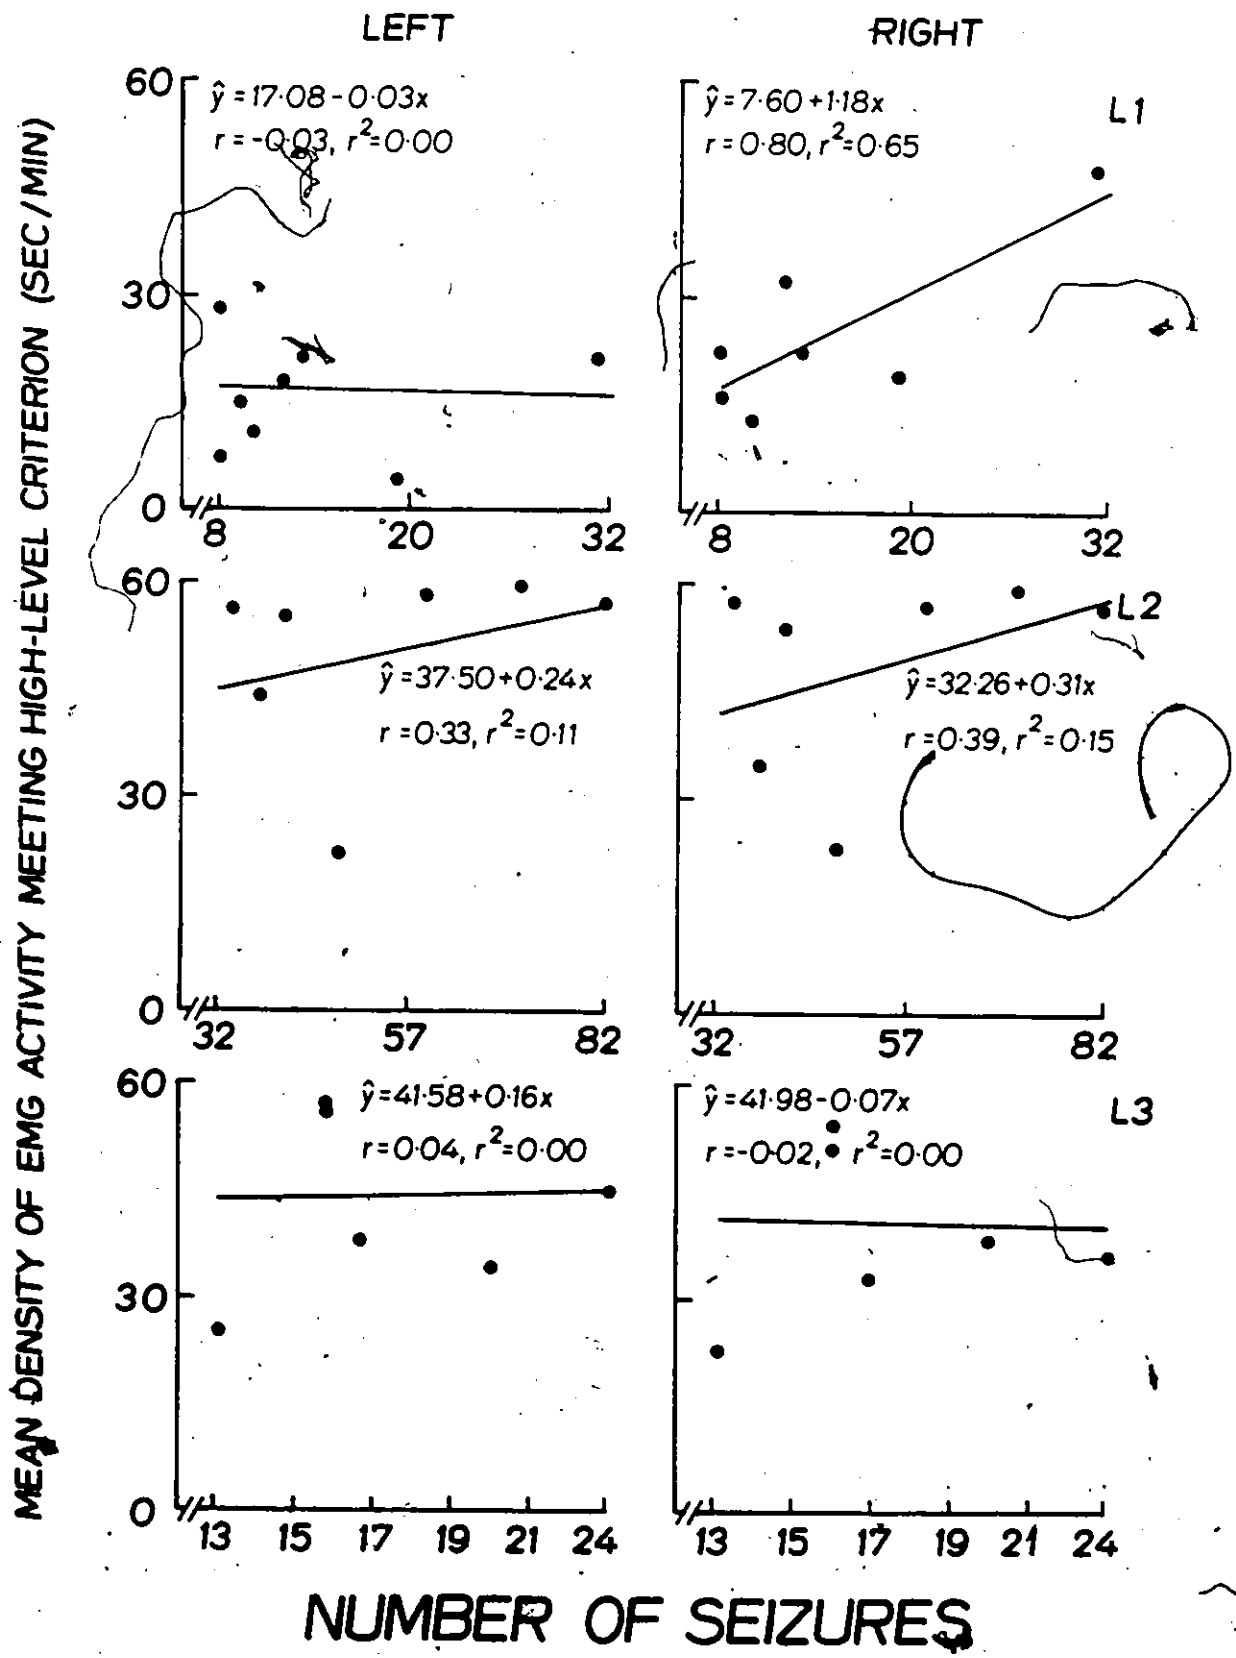 LEFT
RIGHT
MEAN DENSITY OF EMG ACTIVITY MEETING HIGH-LEVEL CRITERION (SEC/MIN)
60
ŷ=17·08-0·03x
r=-0·03, r²=0·00
30
0
8 20 32
ŷ=7·60+1·18x
r=0·80, r²=0·65
L1
8 20 32
60
ŷ=37·50+0·24x
r=0·33, r²=0·11
30
0
32 57 82
L2
ŷ=32·26+0·31x
r=0·39, r²=0·15
32 57 82
60
ŷ=41·58+0·16x
r=0·04, r²=0·00
30
0
13 15 17 19 21 24
ŷ=41·98-0·07x
r=-0·02, r²=0·00
L3
13 15 17 19 21 24
NUMBER OF SEIZURES